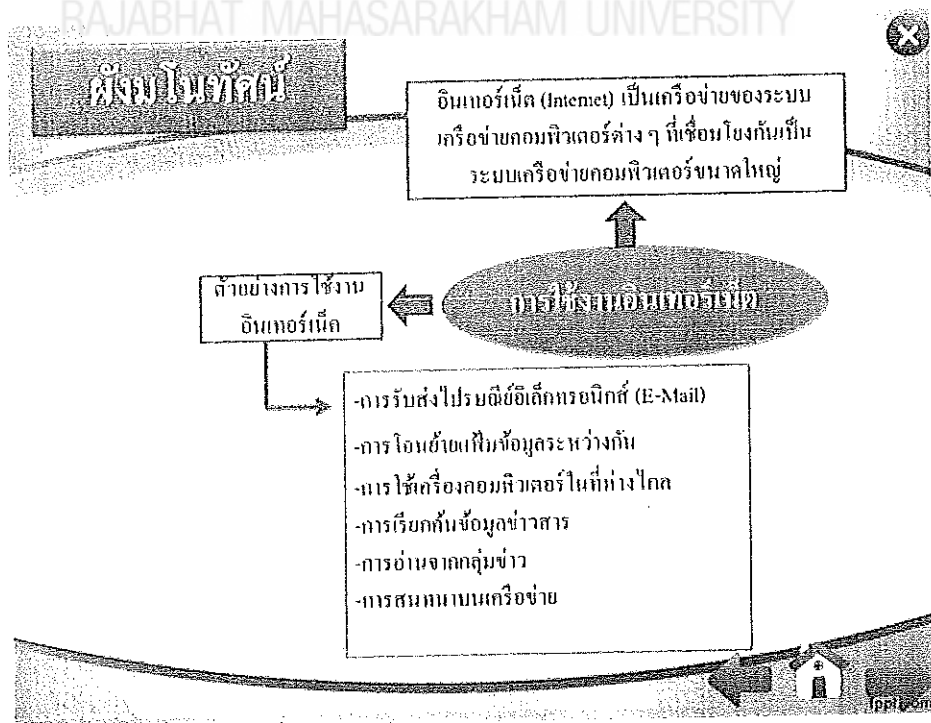 RAJABHAT MAHASARAKHAM UNIVERSITY
ผังมโนทัศน์
อินเทอร์เน็ต (Internet) เป็นเครือข่ายของระบบ
เครือข่ายคอมพิวเตอร์ต่าง ๆ ที่เชื่อมโยงกันเป็น
ระบบเครือข่ายคอมพิวเตอร์ขนาดใหญ่
การใช้งานอินเทอร์เน็ต
ตัวอย่างการใช้งาน
อินเทอร์เน็ต
-การรับส่งไปรษณีย์อิเล็กทรอนิกส์ (E-Mail)
-การโอนย้ายแฟ้มข้อมูลระหว่างกัน
-การใช้เครื่องคอมพิวเตอร์ในที่ห่างไกล
-การเรียกค้นข้อมูลข่าวสาร
-การอ่านจากกลุ่มข่าว
-การสนทนาบนเครือข่าย